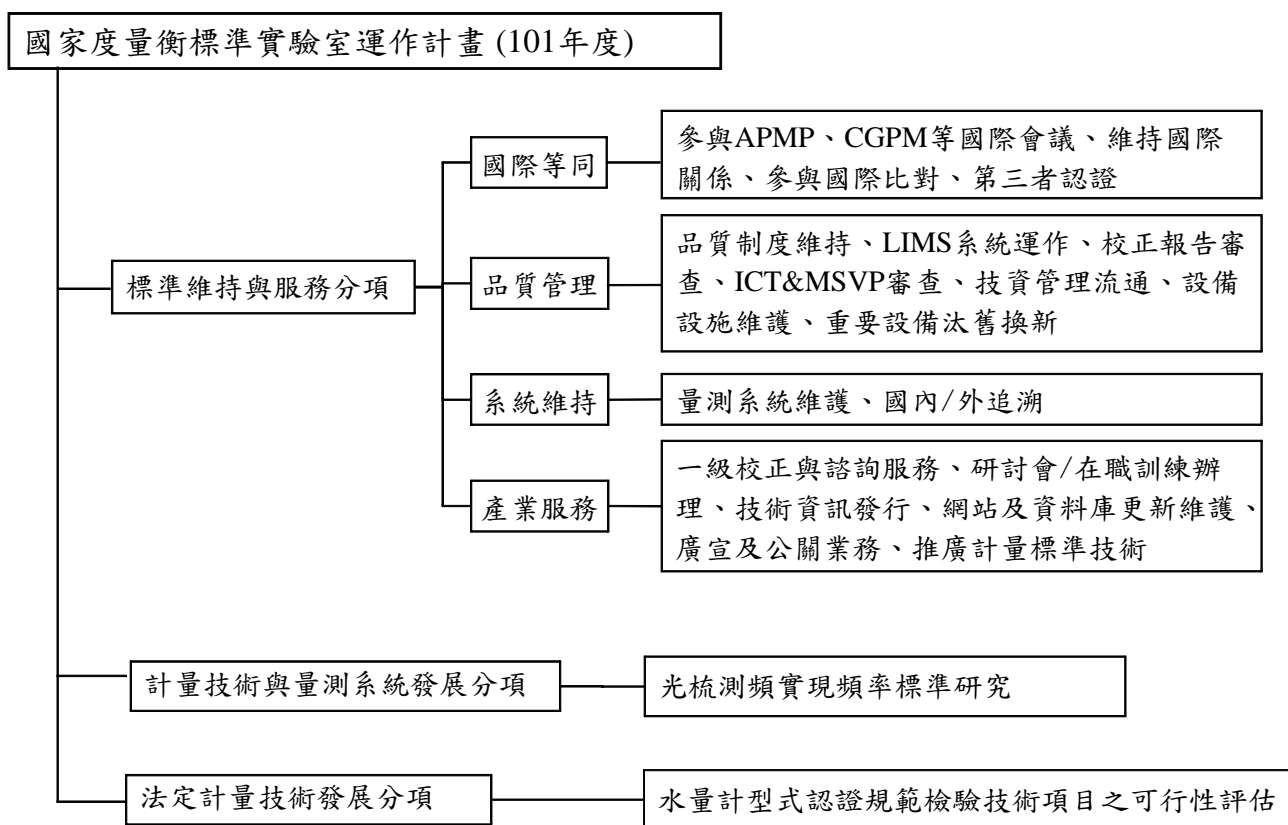 國家度量衡標準實驗室運作計畫 (101年度)
國際等同
參與APMP、CGPM等國際會議、維持國際
關係、參與國際比對、第三者認證
標準維持與服務分項
品質管理
品質制度維持、LIMS系統運作、校正報告審
查、ICT&MSVP審查、技資管理流通、設備
設施維護、重要設備汰舊換新
系統維持
量測系統維護、國內/外追溯
產業服務
一級校正與諮詢服務、研討會/在職訓練辦
理、技術資訊發行、網站及資料庫更新維護、
廣宣及公關業務、推廣計量標準技術
計量技術與量測系統發展分項
光梳測頻實現頻率標準研究
法定計量技術發展分項
水量計型式認證規範檢驗技術項目之可行性評估